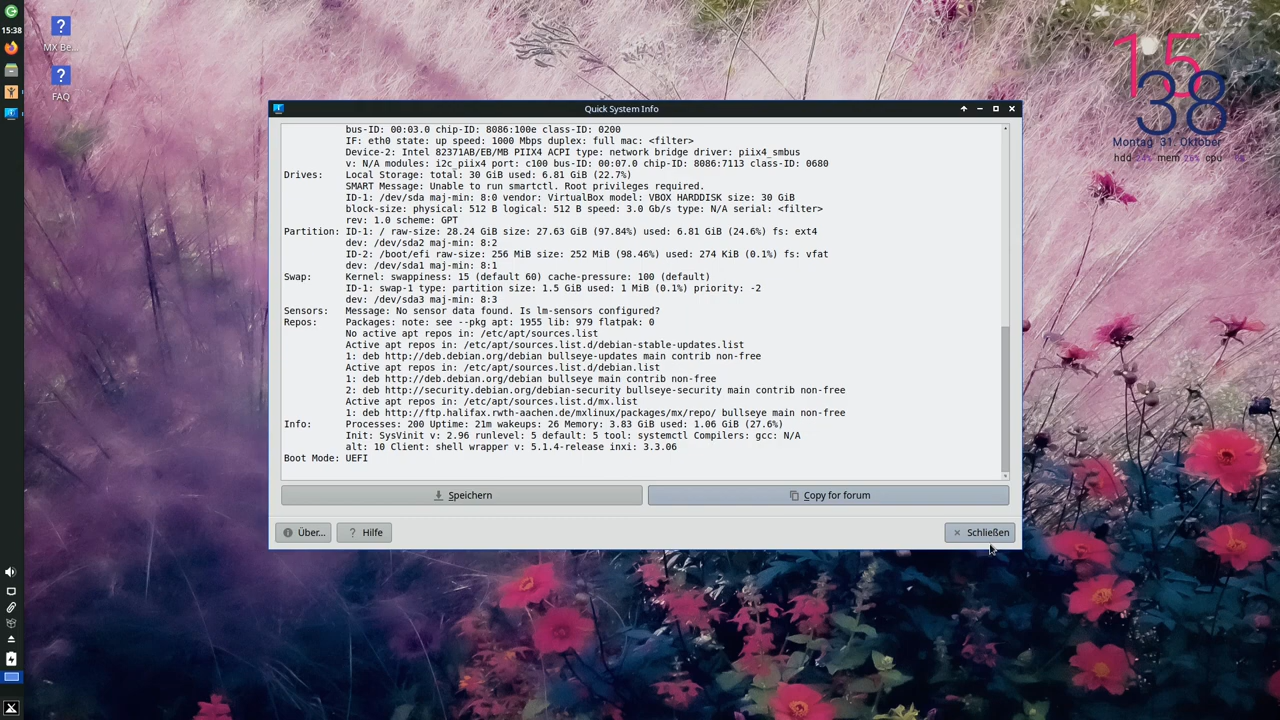 15:38
MX Be...
FAQ
15
38
Montag 31. Oktober
hdd 24% mem 28% cpu
Quick System Info
bus-ID: 00:03.0 chip-ID: 8086:100e class-ID: 0200
IF: eth0 state: up speed: 1000 Mbps duplex: full mac: <filter>
Device-2: Intel 82371AB/EB/MB PIIX4 ACPI type: network bridge driver: piix4_smbus
v: N/A modules: i2c_piix4 port: c100 bus-ID: 00:07.0 chip-ID: 8086:7113 class-ID: 0680
Drives: Local Storage: total: 30 GiB used: 6.81 GiB (22.7%)
SMART Message: Unable to run smartctl. Root privileges required.
ID-1: /dev/sda maj-min: 8:0 vendor: VirtualBox model: VBOX HARDDISK size: 30 GiB
block-size: physical: 512 B logical: 512 B speed: 3.0 Gb/s type: N/A serial: <filter>
rev: 1.0 scheme: GPT
Partition: ID-1: / raw-size: 28.24 GiB size: 27.63 GiB (97.84%) used: 6.81 GiB (24.6%) fs: ext4
dev: /dev/sda2 maj-min: 8:2
ID-2: /boot/efi raw-size: 256 MiB size: 252 MiB (98.46%) used: 274 KiB (0.1%) fs: vfat
dev: /dev/sda1 maj-min: 8:1
Swap: Kernel: swappiness: 15 (default 60) cache-pressure: 100 (default)
ID-1: swap-1 type: partition size: 1.5 GiB used: 1 MiB (0.1%) priority: -2
dev: /dev/sda3 maj-min: 8:3
Sensors: Message: No sensor data found. Is lm-sensors configured?
Repos: Packages: note: see --pkg apt: 1955 lib: 979 flatpak: 0
No active apt repos in: /etc/apt/sources.list
Active apt repos in: /etc/apt/sources.list.d/debian-stable-updates.list
1: deb http://deb.debian.org/debian bullseye-updates main contrib non-free
Active apt repos in: /etc/apt/sources.list.d/debian.list
1: deb http://deb.debian.org/debian bullseye main contrib non-free
2: deb http://security.debian.org/debian-security bullseye-security main contrib non-free
Active apt repos in: /etc/apt/sources.list.d/mx.list
1: deb http://ftp.halifax.rwth-aachen.de/mxlinux/packages/mx/repo/ bullseye main non-free
Info: Processes: 200 Uptime: 21m wakeups: 26 Memory: 3.83 GiB used: 1.06 GiB (27.6%)
Init: SysVinit v: 2.96 runlevel: 5 default: 5 tool: systemctl Compilers: gcc: N/A
alt: 10 Client: shell wrapper v: 5.1.4-release inxi: 3.3.06
Boot Mode: UEFI
Speichern
Copy for forum
Über...
Hilfe
Schließen